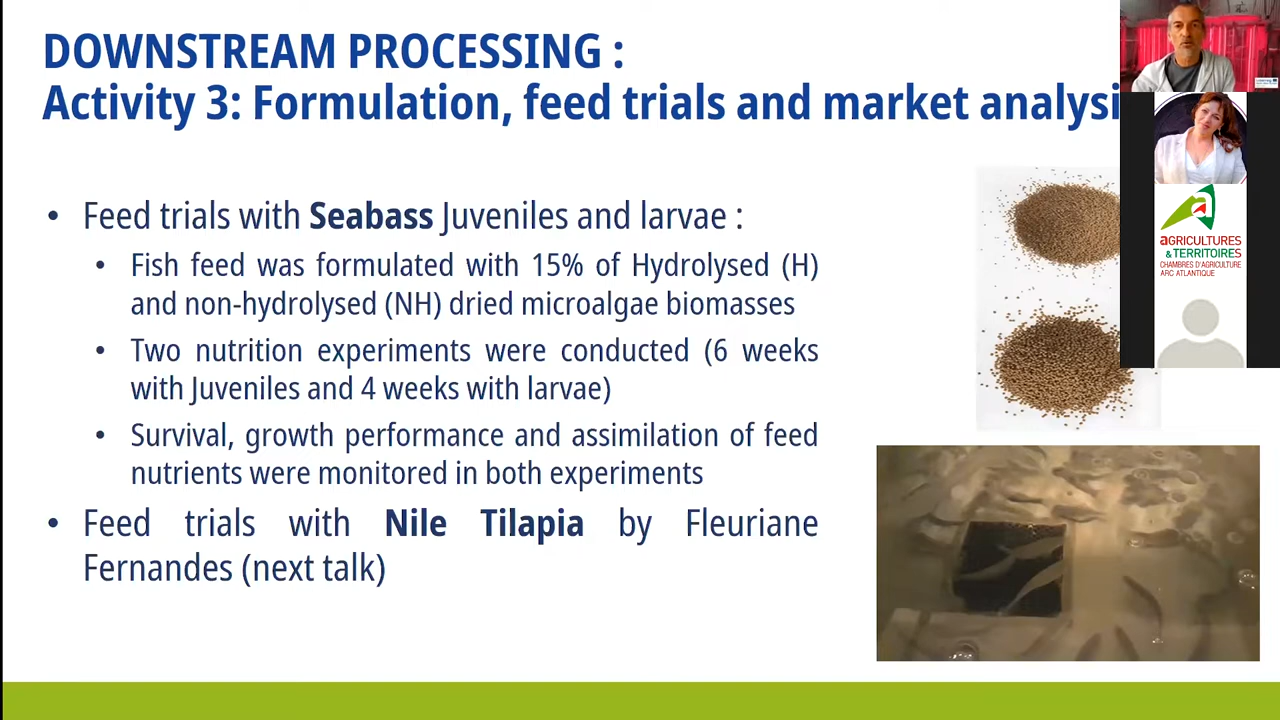 DOWNSTREAM PROCESSING :
Activity 3: Formulation, feed trials and market analysi
• Feed trials with Seabass Juveniles and larvae :
• Fish feed was formulated with 15% of Hydrolysed (H)
and non-hydrolysed (NH) dried microalgae biomasses
• Two nutrition experiments were conducted (6 weeks
with Juveniles and 4 weeks with larvae)
• Survival, growth performance and assimilation of feed
nutrients were monitored in both experiments
• Feed trials with Nile Tilapia by Fleuriane
Fernandes (next talk)
aGRICULTURES
& TERRITOIRES
CHAMBRES D'AGRICULTURE
ARC ATLANTIQUE